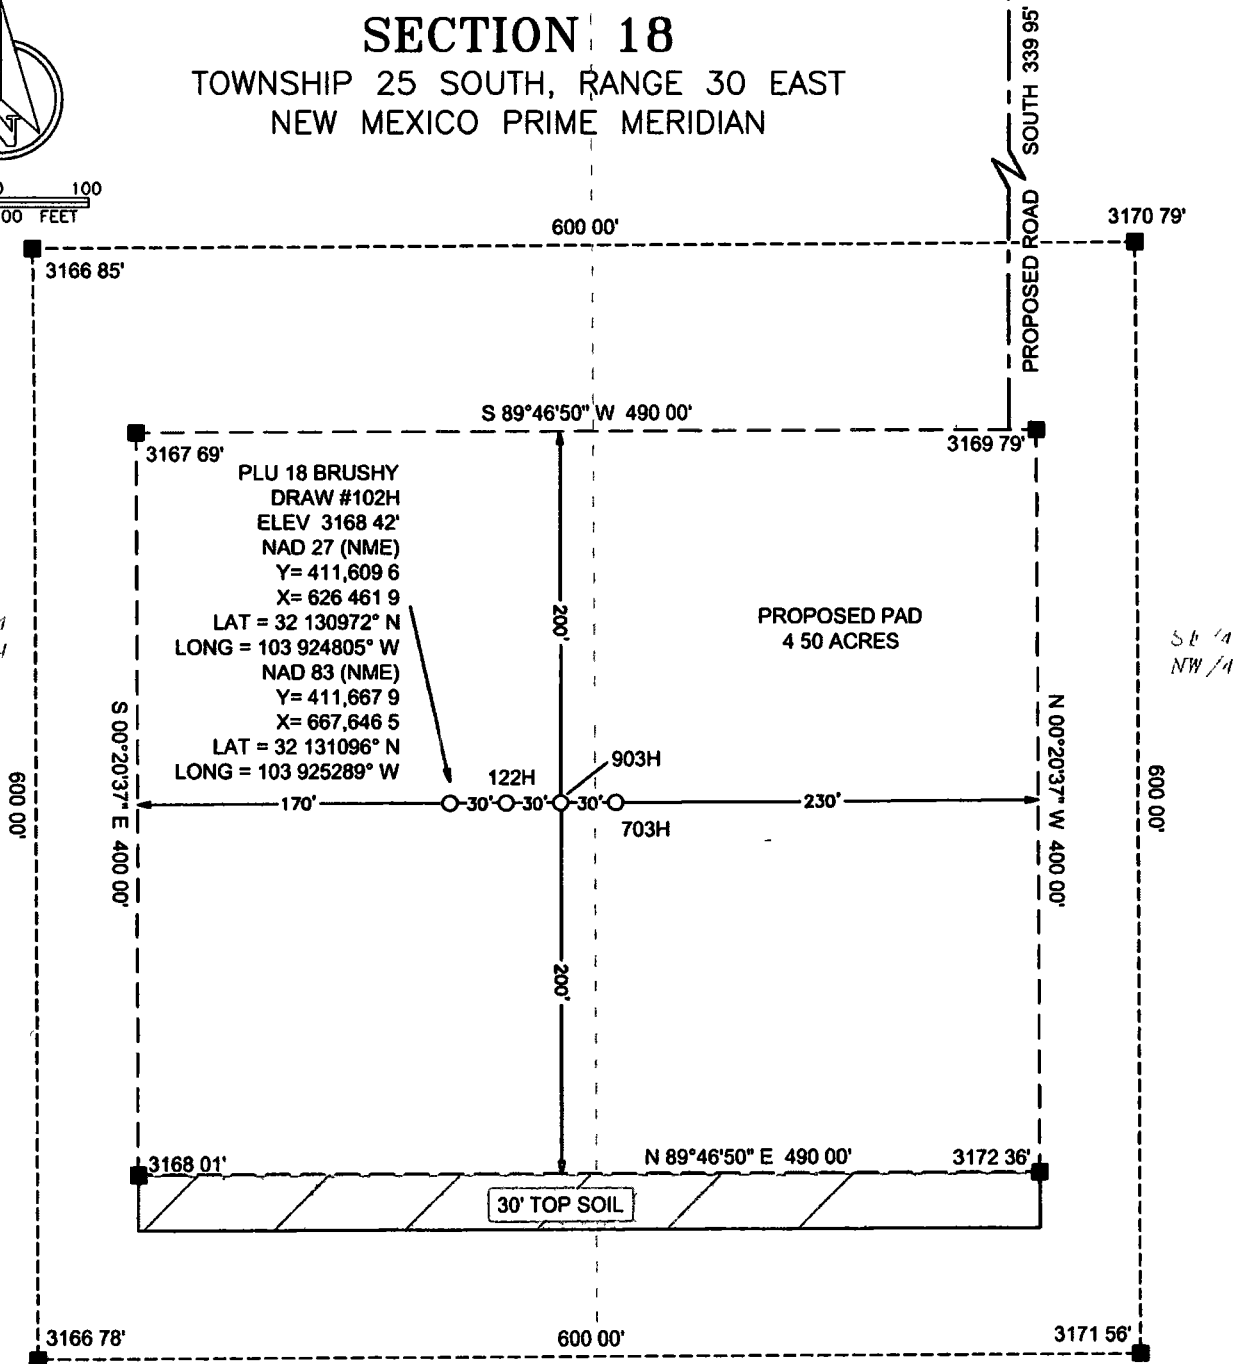 SECTION 18
TOWNSHIP 25 SOUTH, RANGE 30 EAST
NEW MEXICO PRIME MERIDIAN
N
100
FEET
PROPOSED ROAD SOUTH 339 95'
600 00'
3170 79'
3166 85'
S 89°46'50" W 490 00'
3167 69'
3169 79'
PLU 18 BRUSHY
DRAW #102H
ELEV 3168 42'
NAD 27 (NME)
Y= 411,609 6
X= 626 461 9
LAT = 32 130972° N
LONG = 103 924805° W
NAD 83 (NME)
Y= 411,667 9
X= 667,646 5
LAT = 32 131096° N
LONG = 103 925289° W
200'
PROPOSED PAD
4 50 ACRES
NW/4
S 00°20'37" E 400 00'
N 00°20'37" W 400 00'
600 00'
600 00'
122H
903H
170'
30'
30'
30'
230'
703H
200'
3168 01'
N 89°46'50" E 490 00'
3172 36'
30' TOP SOIL
3166 78'
600 00'
3171 56'